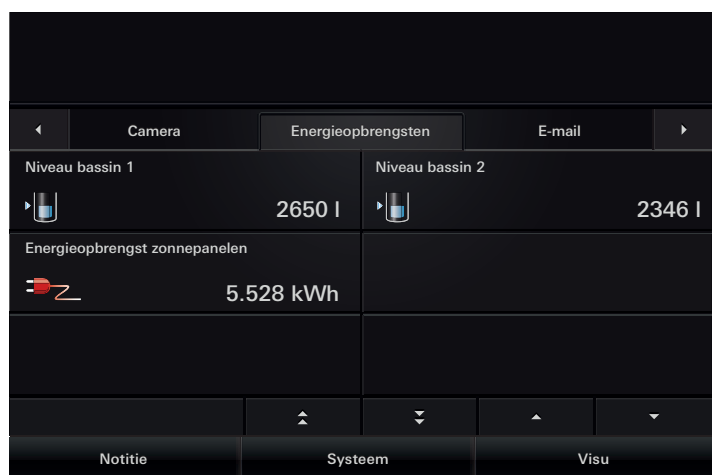 Camera Energieopbrengsten E-mail
Niveau bassin 1 Niveau bassin 2
2650 l 2346 l
Energieopbrengst zonnepanelen
5.528 kWh
Notitie Systeem Visu